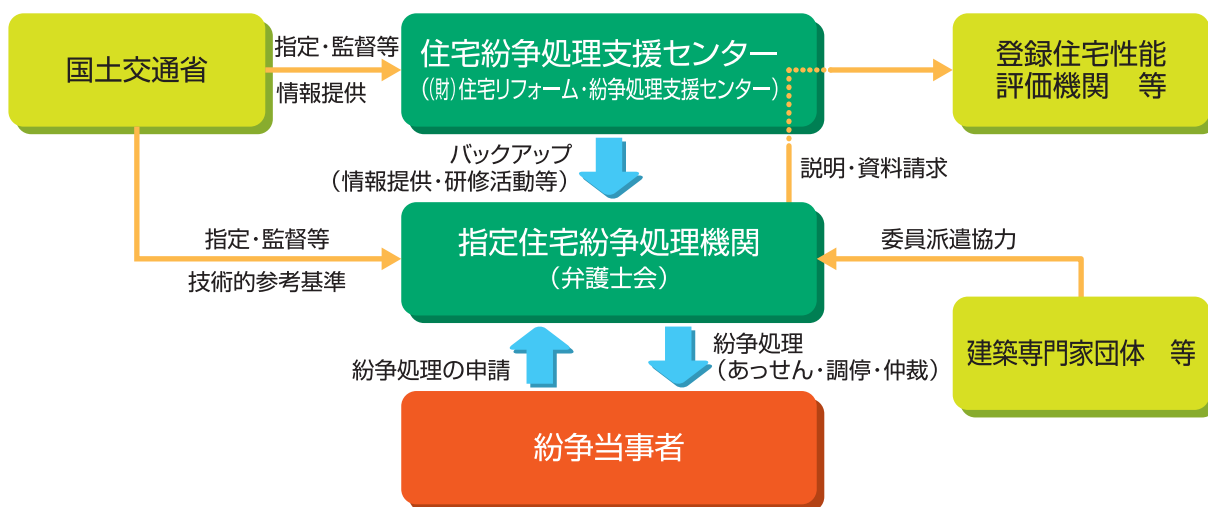 国土交通省
指定・監督等
情報提供
住宅紛争処理支援センター
((財)住宅リフォーム・紛争処理支援センター)
登録住宅性能
評価機関　等
バックアップ
(情報提供・研修活動等)
説明・資料請求
指定・監督等
技術的参考基準
指定住宅紛争処理機関
(弁護士会)
委員派遣協力
建築専門家団体　等
紛争処理の申請
紛争処理
(あっせん・調停・仲裁)
紛争当事者